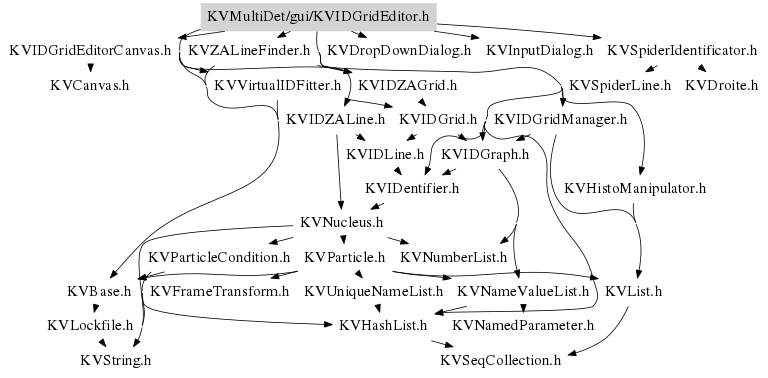 KVMultiDet/gui/KVIDGridEditor.h
KVIDGridEditorCanvas.h KVZALineFinder.h KVDropDownDialog.h KVInputDialog.h KVSpiderIdentificator.h
KVCanvas.h KVVirtualIDFitter.h KVIDZAGrid.h KVSpiderLine.h KVDroite.h
KVIDZALine.h KVIDGrid.h KVIDGridManager.h
KVIDLine.h KVIDGraph.h
KVIDentifier.h KVHistoManipulator.h
KVNucleus.h
KVParticleCondition.h KVParticle.h KVNumberList.h
KVBase.h KVFrameTransform.h KVUniqueNameList.h KVNameValueList.h KVList.h
KVLockfile.h KVHashList.h KVNamedParameter.h
KVString.h KVSeqCollection.h